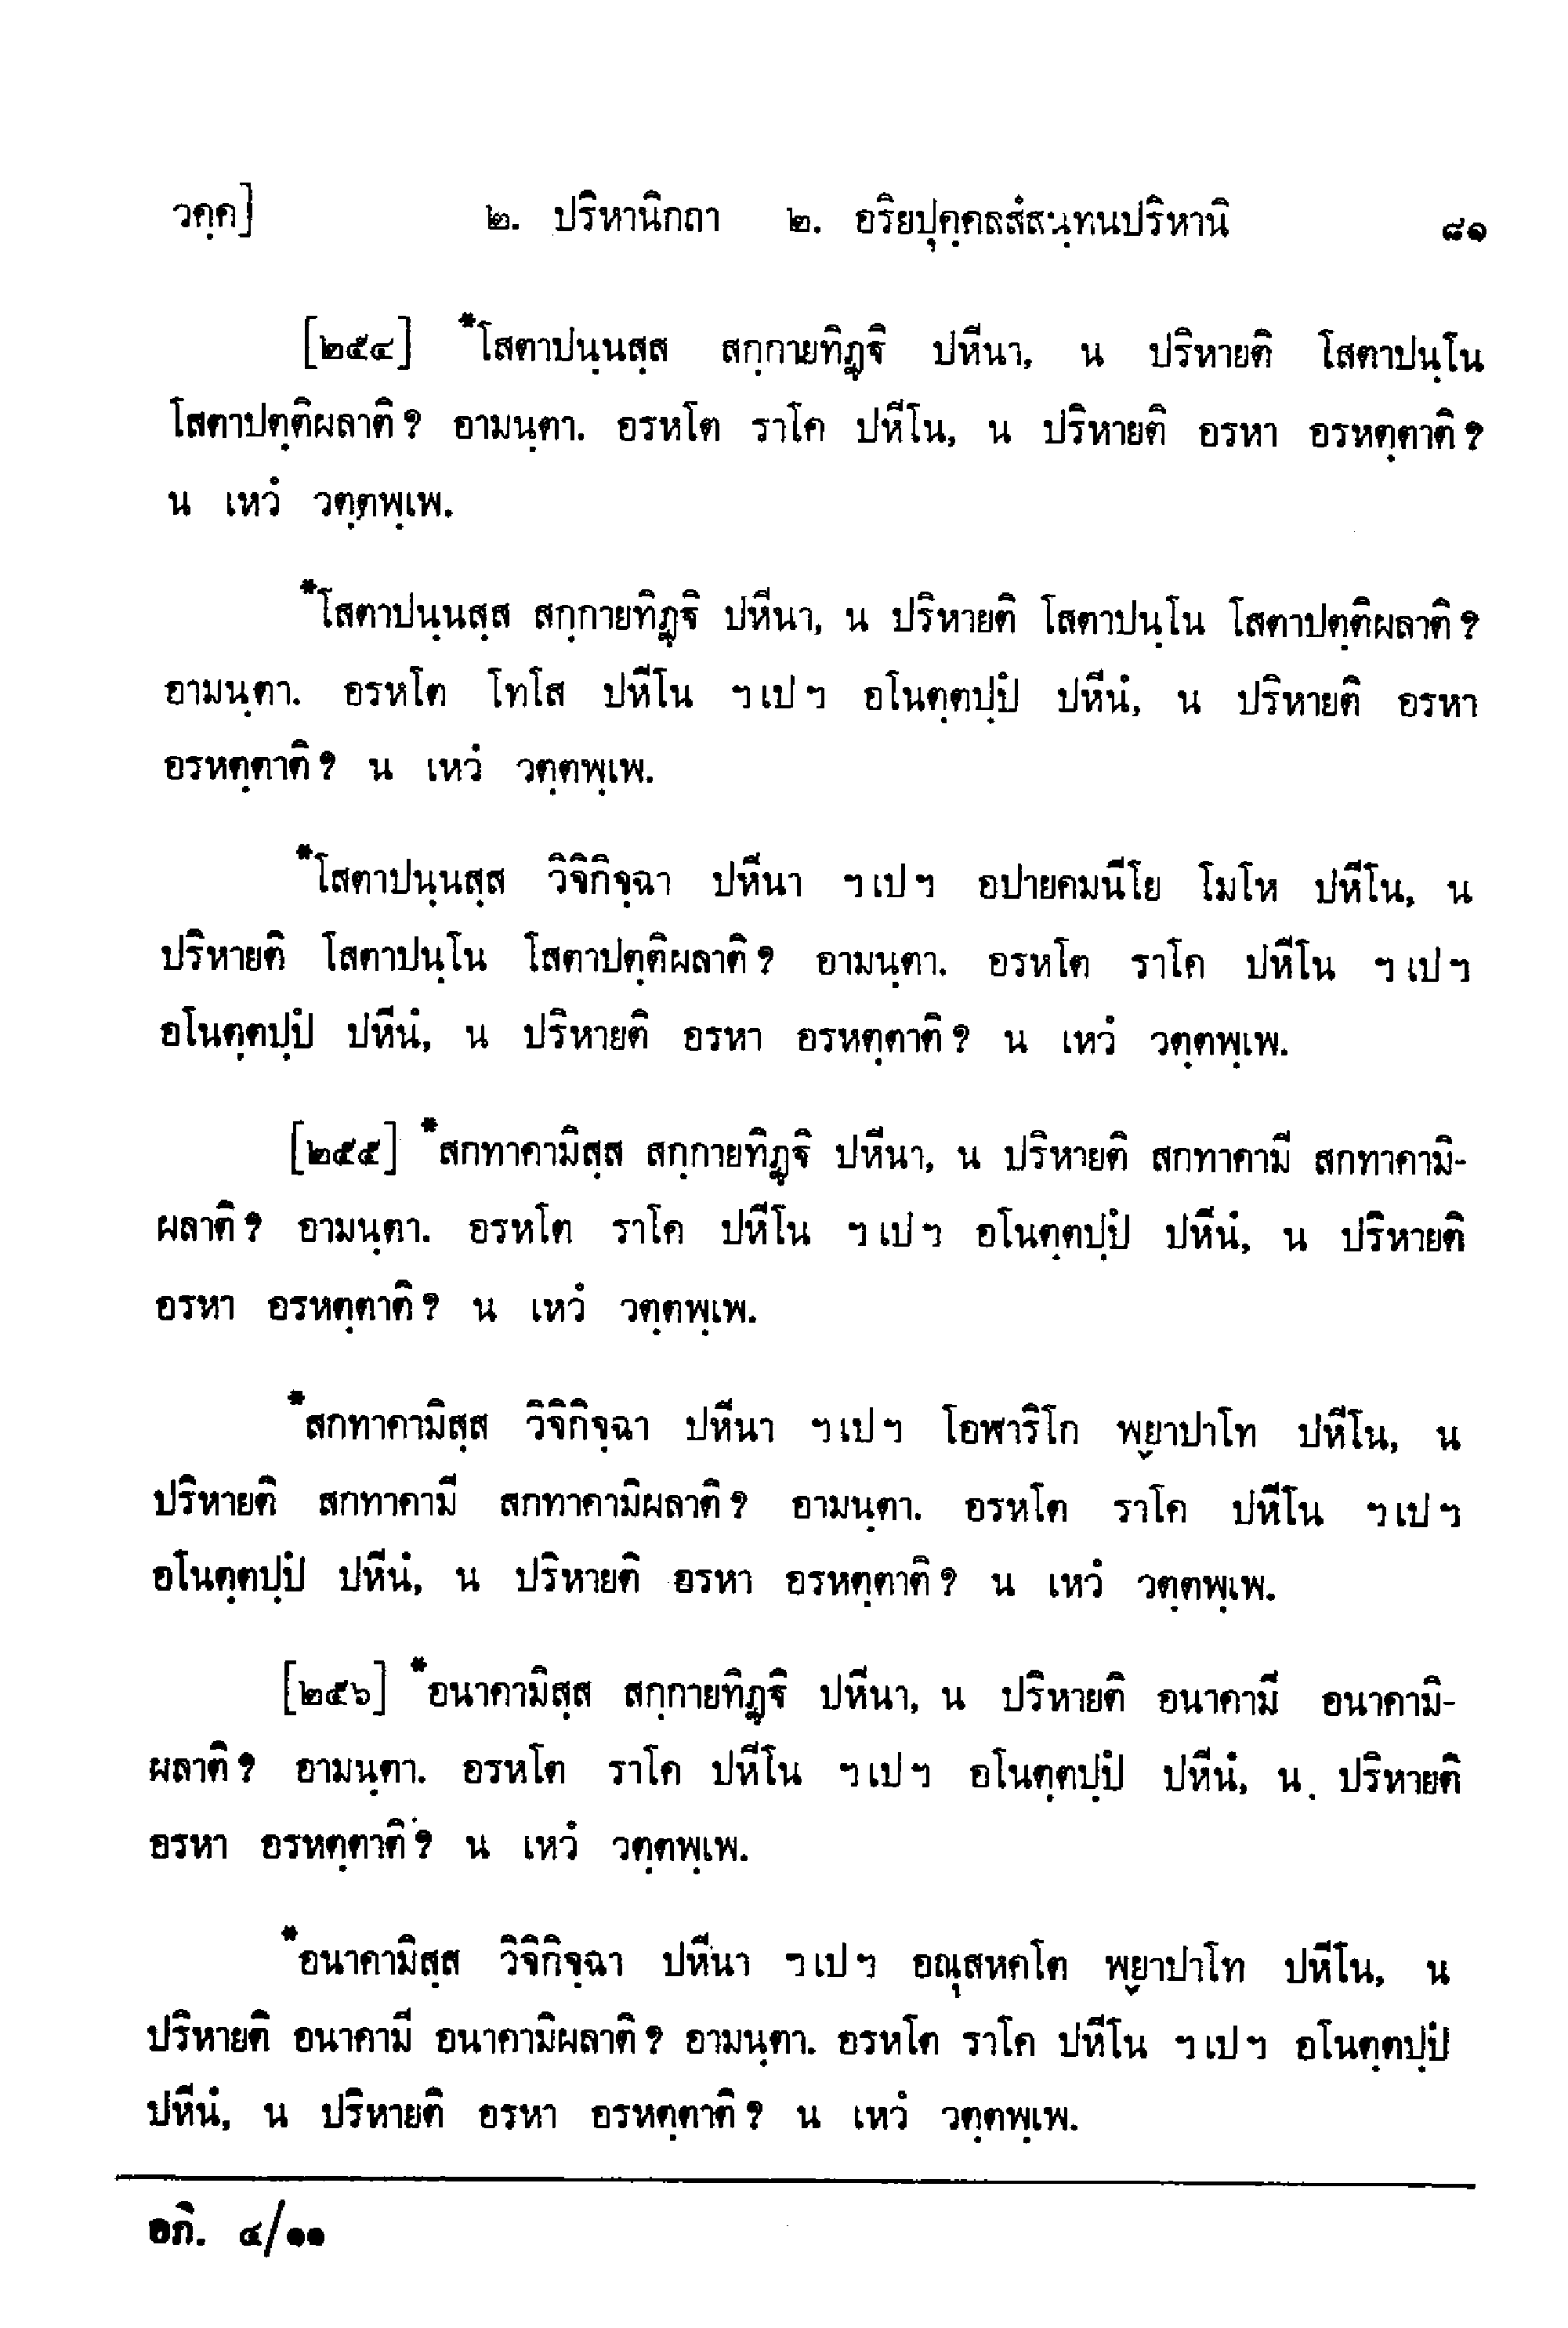 วคฺค] ๒. ปริหานิกถา ๒. อริยปุคฺคลสํสนฺทนปริหานิ ๘๑
[๒๕๔] *โสตาปนฺนสฺส สกฺกายทิฏฺฐิ ปหีนา, น ปริหายติ โสตาปนฺโน
โสตาปตฺติผลาติ? อามนฺตา. อรหโต ราโค ปหีโน, น ปริหายติ อรหา อรหตฺตาติ?
น เหวํ วตฺตพฺเพ.
*โสตาปนฺนสฺส สกฺกายทิฏฺฐิ ปหีนา, น ปริหายติ โสตาปนฺโน โสตาปตฺติผลาติ?
อามนฺตา. อรหโต โทโส ปหีโน ฯเปฯ อโนตฺตปฺปํ ปหีนํ, น ปริหายติ อรหา
อรหตฺตาติ? น เหวํ วตฺตพฺเพ.
*โสตาปนฺนสฺส วิจิกิจฺฉา ปหีนา ฯเปฯ อปายคมนีโย โมโห ปหีโน, น
ปริหายติ โสตาปนฺโน โสตาปตฺติผลาติ? อามนฺตา. อรหโต ราโค ปหีโน ฯเปฯ
อโนตฺตปฺปํ ปหีนํ, น ปริหายติ อรหา อรหตฺตาติ? น เหวํ วตฺตพฺเพ.
[๒๕๕] *สกทาคามิสฺส สกฺกายทิฏฺฐิ ปหีนา, น ปริหายติ สกทาคามี สกทาคามิ-
ผลาติ? อามนฺตา. อรหโต ราโค ปหีโน ฯเปฯ อโนตฺตปฺปํ ปหีนํ, น ปริหายติ
อรหา อรหตฺตาติ? น เหวํ วตฺตพฺเพ.
*สกทาคามิสฺส วิจิกิจฺฉา ปหีนา ฯเปฯ โอฬาริโก พฺยาปาโท ปหีโน, น
ปริหายติ สกทาคามี สกทาคามิผลาติ? อามนฺตา. อรหโต ราโค ปหีโน ฯเปฯ
อโนตฺตปฺปํ ปหีนํ, น ปริหายติ อรหา อรหตฺตาติ? น เหวํ วตฺตพฺเพ.
[๒๕๖] *อนาคามิสฺส สกฺกายทิฏฺฐิ ปหีนา, น ปริหายติ อนาคามี อนาคามิ-
ผลาติ? อามนฺตา. อรหโต ราโค ปหีโน ฯเปฯ อโนตฺตปฺปํ ปหีนํ, น ปริหายติ
อรหา อรหตฺตาติ? น เหวํ วตฺตพฺเพ.
*อนาคามิสฺส วิจิกิจฺฉา ปหีนา ฯเปฯ อณุสหคโต พฺยาปาโท ปหีโน, น
ปริหายติ อนาคามี อนาคามิผลาติ? อามนฺตา. อรหโต ราโค ปหีโน ฯเปฯ อโนตฺตปฺปํ
ปหีนํ, น ปริหายติ อรหา อรหตฺตาติ? น เหวํ วตฺตพฺเพ.
อภิ. ๔/๑๑